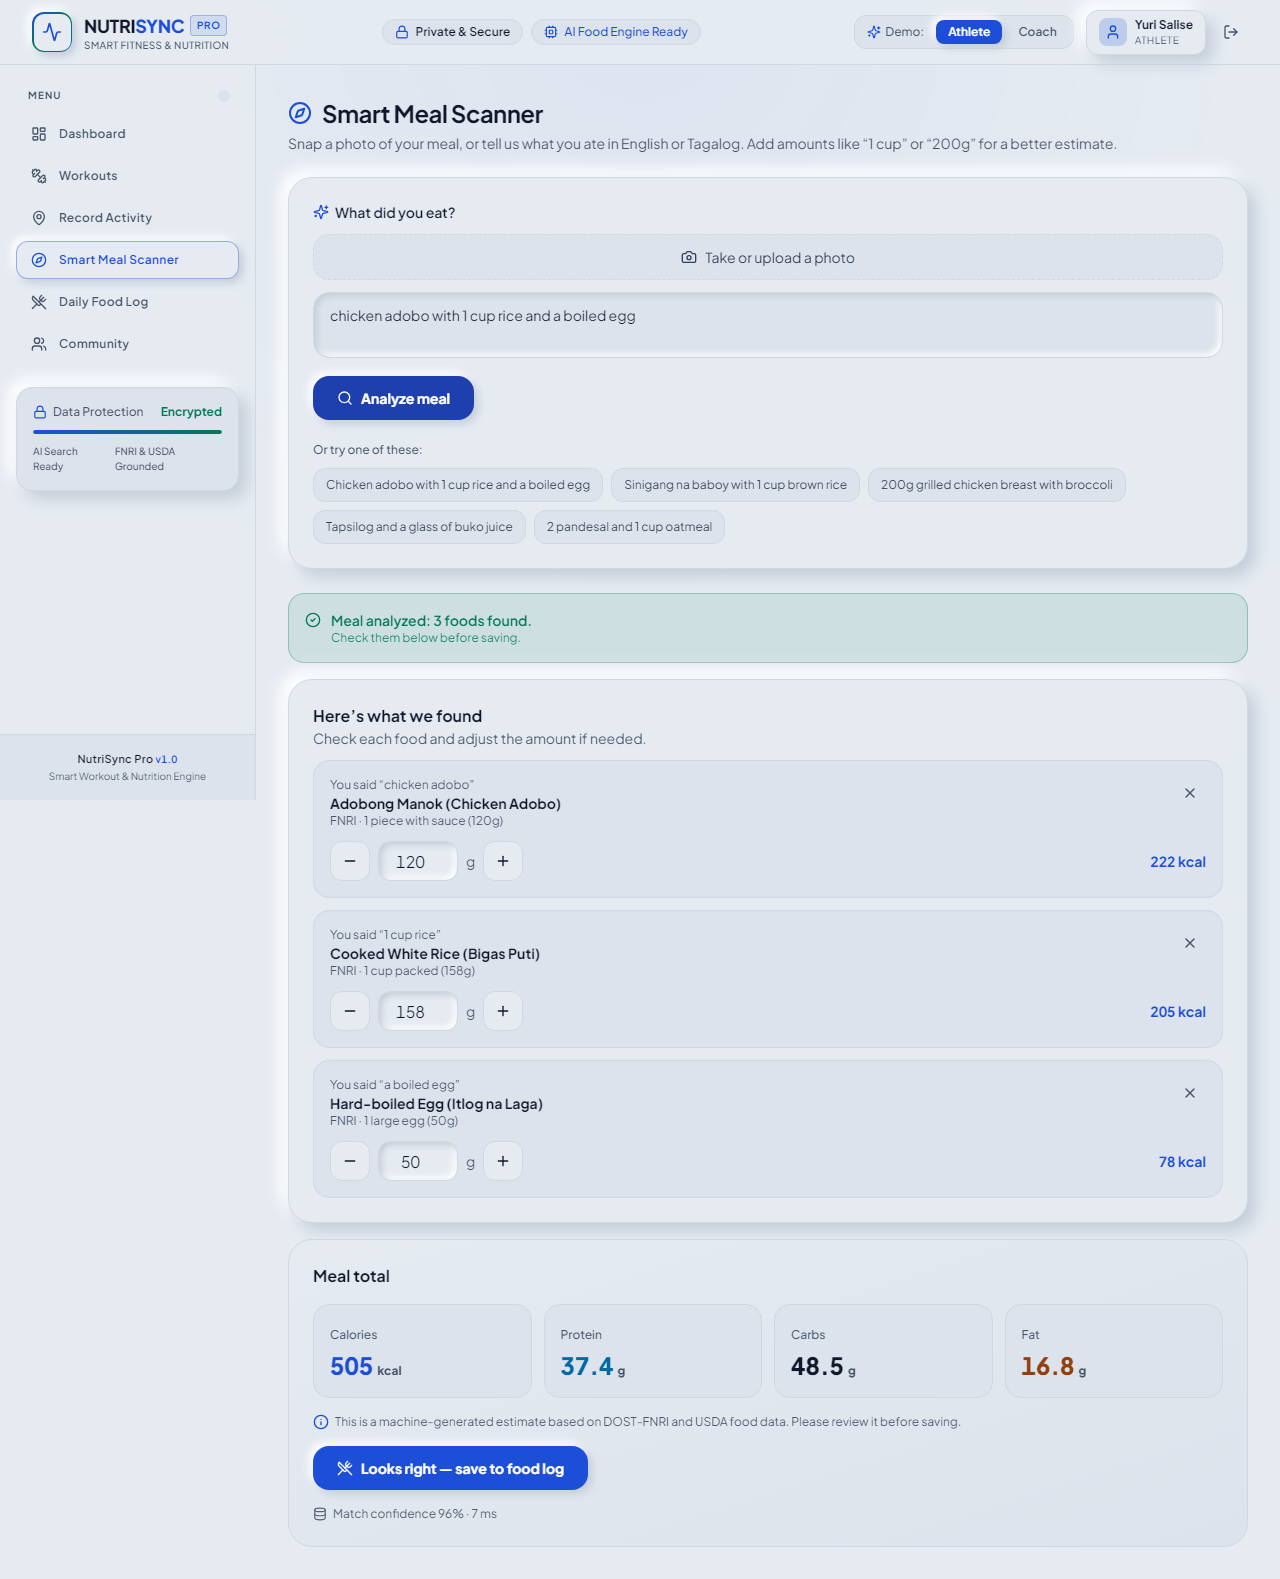 NUTRISYNC PRO
SMART FITNESS & NUTRITION
Private & Secure
AI Food Engine Ready
Demo:
Athlete
Coach
Yuri Salise
ATHLETE
MENU
Dashboard
Workouts
Record Activity
Smart Meal Scanner
Daily Food Log
Community
Data Protection
Encrypted
AI Search Ready
FNRI & USDA Grounded
NutriSync Pro v1.0
Smart Workout & Nutrition Engine
Smart Meal Scanner
Snap a photo of your meal, or tell us what you ate in English or Tagalog. Add amounts like “1 cup” or “200g” for a better estimate.
What did you eat?
Take or upload a photo
chicken adobo with 1 cup rice and a boiled egg
Analyze meal
Or try one of these:
Chicken adobo with 1 cup rice and a boiled egg
Sinigang na baboy with 1 cup brown rice
200g grilled chicken breast with broccoli
Tapsilog and a glass of buko juice
2 pandesal and 1 cup oatmeal
Meal analyzed: 3 foods found.
Check them below before saving.
Here’s what we found
Check each food and adjust the amount if needed.
You said “chicken adobo”
Adobong Manok (Chicken Adobo)
FNRI · 1 piece with sauce (120g)
120 g
222 kcal
You said “1 cup rice”
Cooked White Rice (Bigas Puti)
FNRI · 1 cup packed (158g)
158 g
205 kcal
You said “a boiled egg”
Hard-boiled Egg (Itlog na Laga)
FNRI · 1 large egg (50g)
50 g
78 kcal
Meal total
Calories
505 kcal
Protein
37.4 g
Carbs
48.5 g
Fat
16.8 g
This is a machine-generated estimate based on DOST-FNRI and USDA food data. Please review it before saving.
Looks right — save to food log
Match confidence 96% · 7 ms